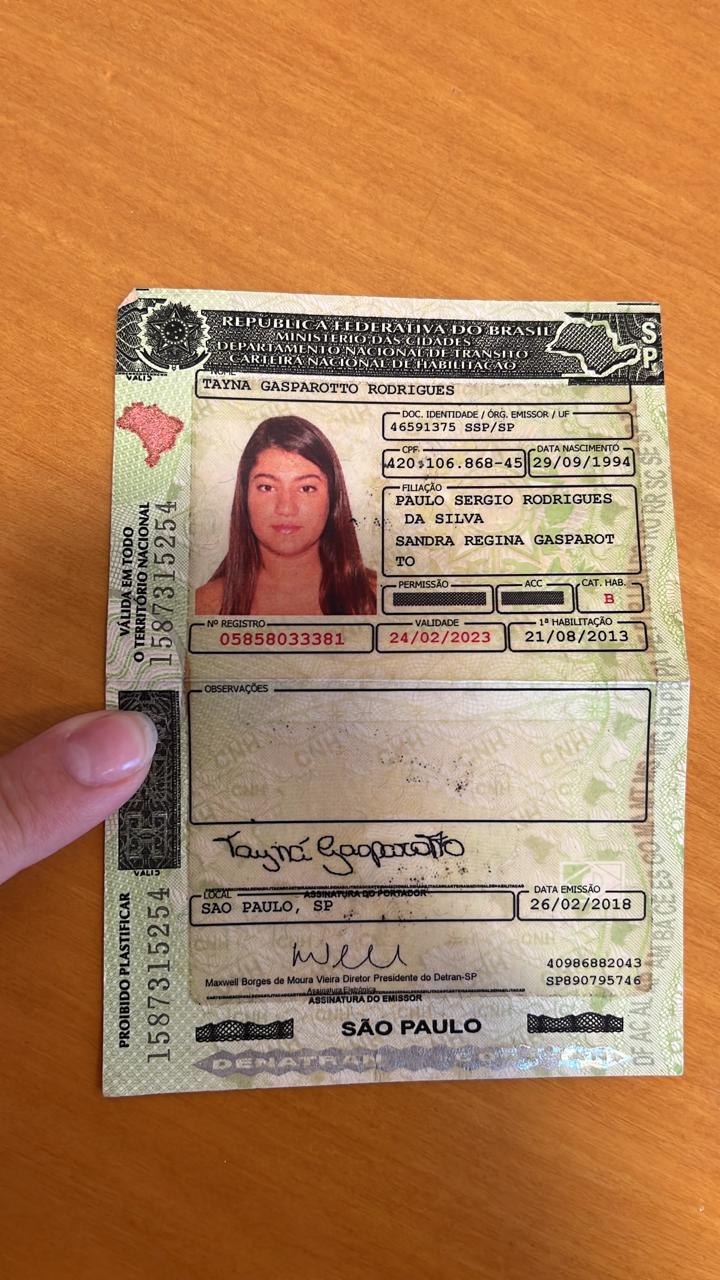 REPÚBLICA FEDERATIVA DO BRASIL
MINISTÉRIO DAS CIDADES
DEPARTAMENTO NACIONAL DE TRÂNSITO
CARTEIRA NACIONAL DE HABILITAÇÃO
SP
NOME
TAYNA GASPAROTTO RODRIGUES
DOC. IDENTIDADE / ÓRG. EMISSOR / UF
46591375 SSP/SP
CPF
DATA NASCIMENTO
420.106.868-45
29/09/1994
FILIAÇÃO
PAULO SERGIO RODRIGUES
DA SILVA
SANDRA REGINA GASPAROT
TO
PERMISSÃO
ACC
CAT. HAB.
B
Nº REGISTRO
VALIDADE
1ª HABILITAÇÃO
05858033381
24/02/2023
21/08/2013
VÁLIDA EM TODO
O TERRITÓRIO NACIONAL
1587315254
OBSERVAÇÕES
Tayná Gasparotto
ASSINATURA DO PORTADOR
LOCAL
DATA EMISSÃO
SAO PAULO, SP
26/02/2018
40986882043
SP890795746
Maxwell Borges de Moura Vieira Diretor Presidente do Detran-SP
Assinatura Eletrônica
ASSINATURA DO EMISSOR
SÃO PAULO
DENATRAN
PROIBIDO PLASTIFICAR
1587315254